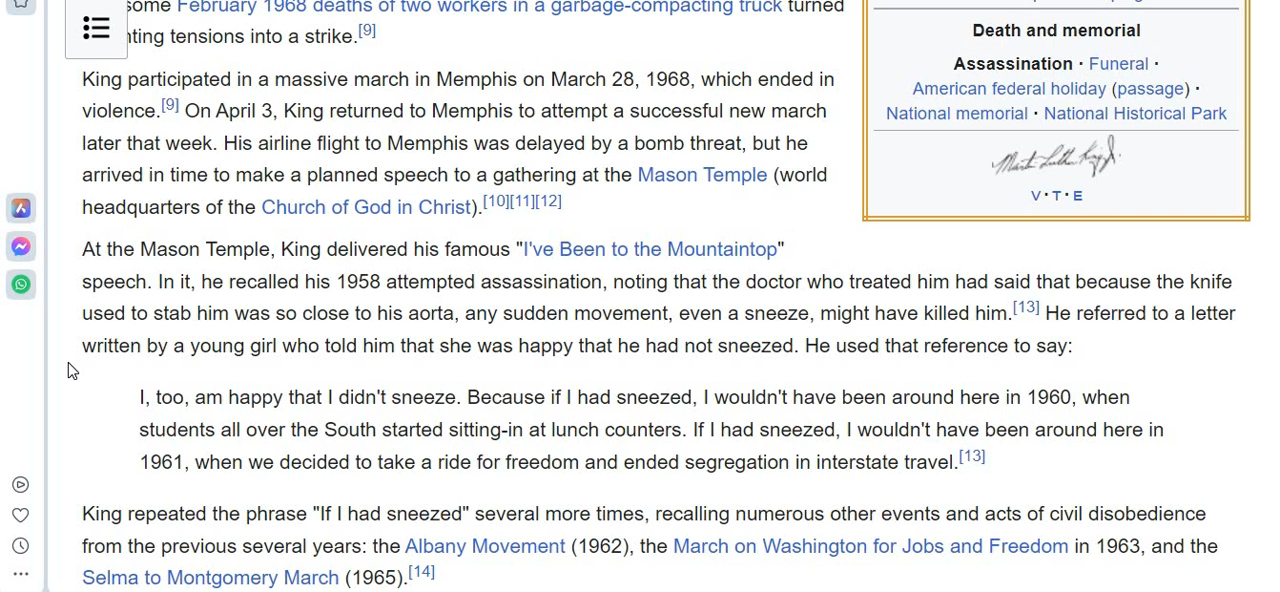 some February 1968 deaths of two workers in a garbage-compacting truck turned
nting tensions into a strike.[9]
King participated in a massive march in Memphis on March 28, 1968, which ended in
violence.[9] On April 3, King returned to Memphis to attempt a successful new march
later that week. His airline flight to Memphis was delayed by a bomb threat, but he
arrived in time to make a planned speech to a gathering at the Mason Temple (world
headquarters of the Church of God in Christ).[10][11][12]
At the Mason Temple, King delivered his famous "I've Been to the Mountaintop"
speech. In it, he recalled his 1958 attempted assassination, noting that the doctor who treated him had said that because the knife
used to stab him was so close to his aorta, any sudden movement, even a sneeze, might have killed him.[13] He referred to a letter
written by a young girl who told him that she was happy that he had not sneezed. He used that reference to say:
I, too, am happy that I didn't sneeze. Because if I had sneezed, I wouldn't have been around here in 1960, when
students all over the South started sitting-in at lunch counters. If I had sneezed, I wouldn't have been around here in
1961, when we decided to take a ride for freedom and ended segregation in interstate travel.[13]
King repeated the phrase "If I had sneezed" several more times, recalling numerous other events and acts of civil disobedience
from the previous several years: the Albany Movement (1962), the March on Washington for Jobs and Freedom in 1963, and the
Selma to Montgomery March (1965).[14]
Death and memorial
Assassination · Funeral ·
American federal holiday (passage) ·
National memorial · National Historical Park
Martin Luther King Jr.
V · T · E